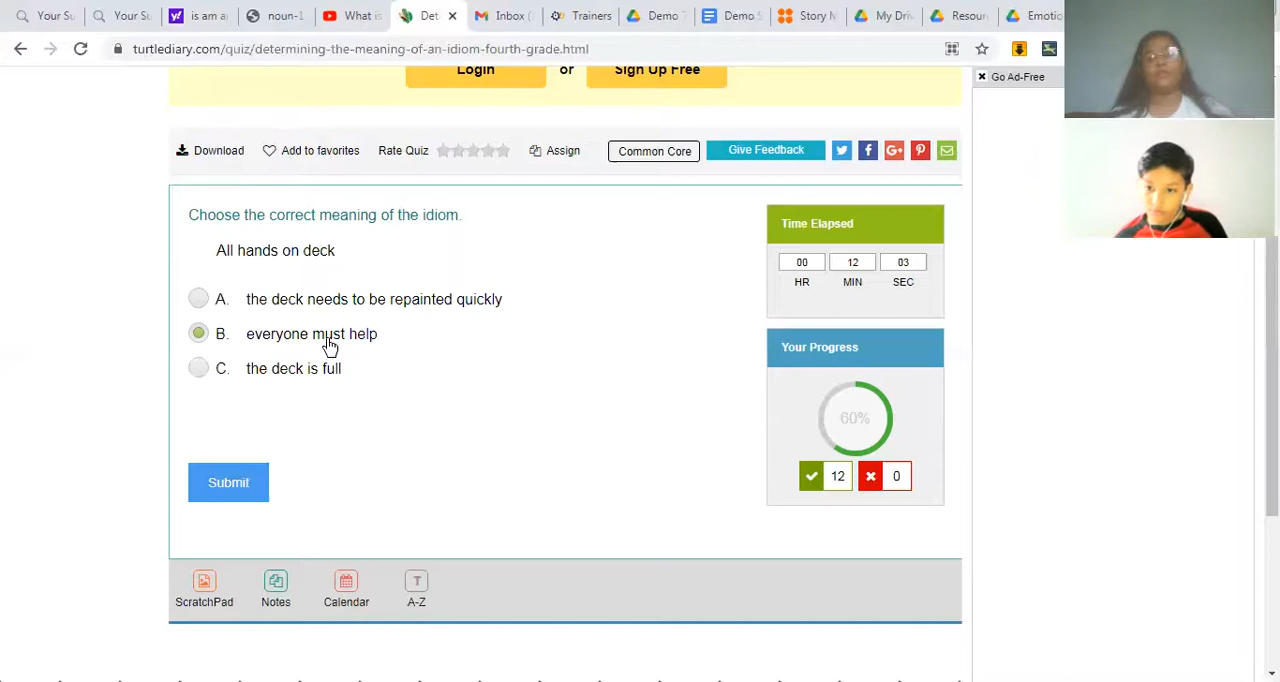 Your Su
Your Su
is am ar
noun-1
What is
Det
Inbox (
Trainers
Demo T
Demo S
Story M
My Driv
Resour
Emotio
turtlediary.com/quiz/determining-the-meaning-of-an-idiom-fourth-grade.html
Go Ad-Free
Login or Sign Up Free
Download Add to favorites Rate Quiz Assign Common Core Give Feedback
Choose the correct meaning of the idiom.
All hands on deck
A. the deck needs to be repainted quickly
B. everyone must help
C. the deck is full
Submit
Time Elapsed
00 12 03
HR MIN SEC
Your Progress
60%
12 0
ScratchPad Notes Calendar A-Z